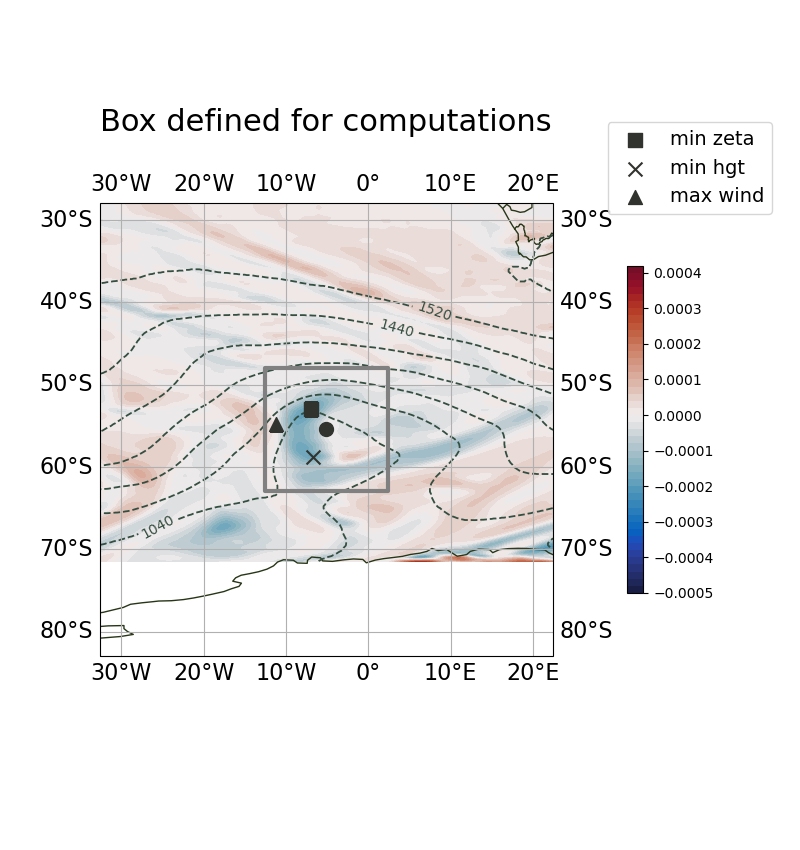 Box defined for computations
min zeta
min hgt
max wind
30°W 20°W 10°W 0° 10°E 20°E
30°S 30°S
40°S 40°S
50°S 50°S
60°S 60°S
70°S 70°S
80°S 80°S
30°W 20°W 10°W 0° 10°E 20°E
1520
1440
1040
0.0004
0.0003
0.0002
0.0001
0.0000
−0.0001
−0.0002
−0.0003
−0.0004
−0.0005